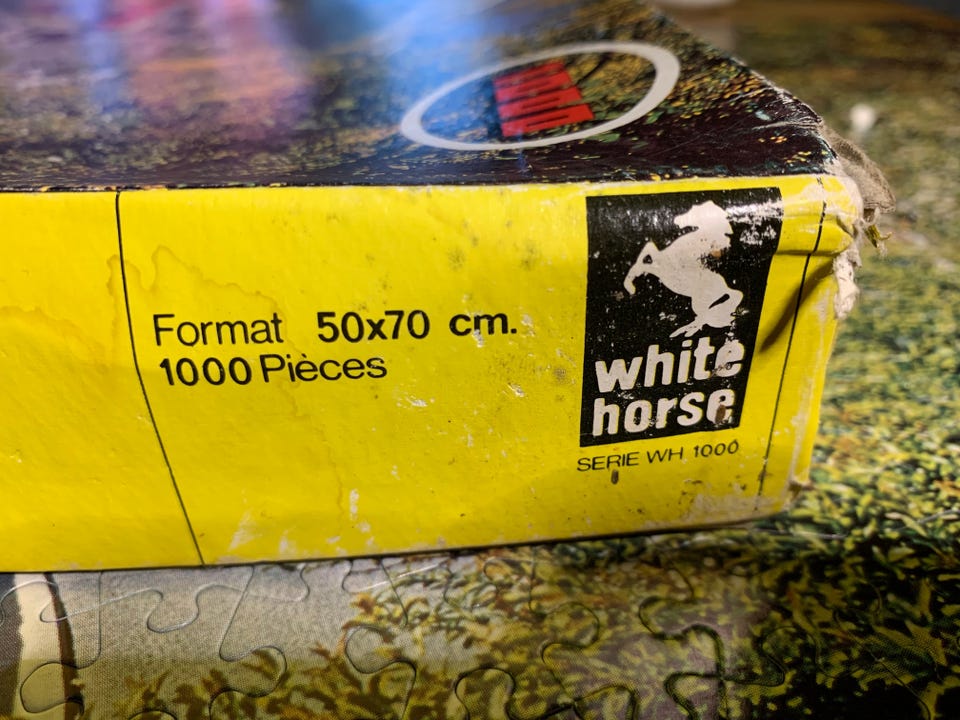 Format 50x70 cm.
1000 Pièces
white
horse
SERIE WH 1000